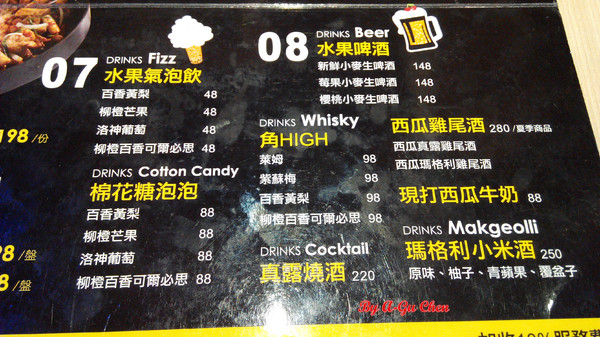 07 DRINKS Fizz
水果氣泡飲
百香黃梨 48
柳橙芒果 48
洛神葡萄 48
柳橙百香可爾必思 48
DRINKS Cotton Candy
棉花糖泡泡
百香黃梨 88
柳橙芒果 88
洛神葡萄 88
柳橙百香可爾必思 88
08 DRINKS Beer
水果啤酒
新鮮小麥生啤酒 148
莓果小麥生啤酒 148
櫻桃小麥生啤酒 148
DRINKS Whisky
角HIGH
萊姆 98
紫蘇梅 98
百香黃梨 98
柳橙百香可爾必思 98
DRINKS Cocktail
真露燒酒 220
西瓜雞尾酒 280 /夏季商品
西瓜真露雞尾酒
西瓜瑪格利雞尾酒
現打西瓜牛奶 88
DRINKS Makgeolli
瑪格利小米酒 250
原味、柚子、青蘋果、覆盆子
198 /份
98 /盤
8 /盤
By A-Gu Chen